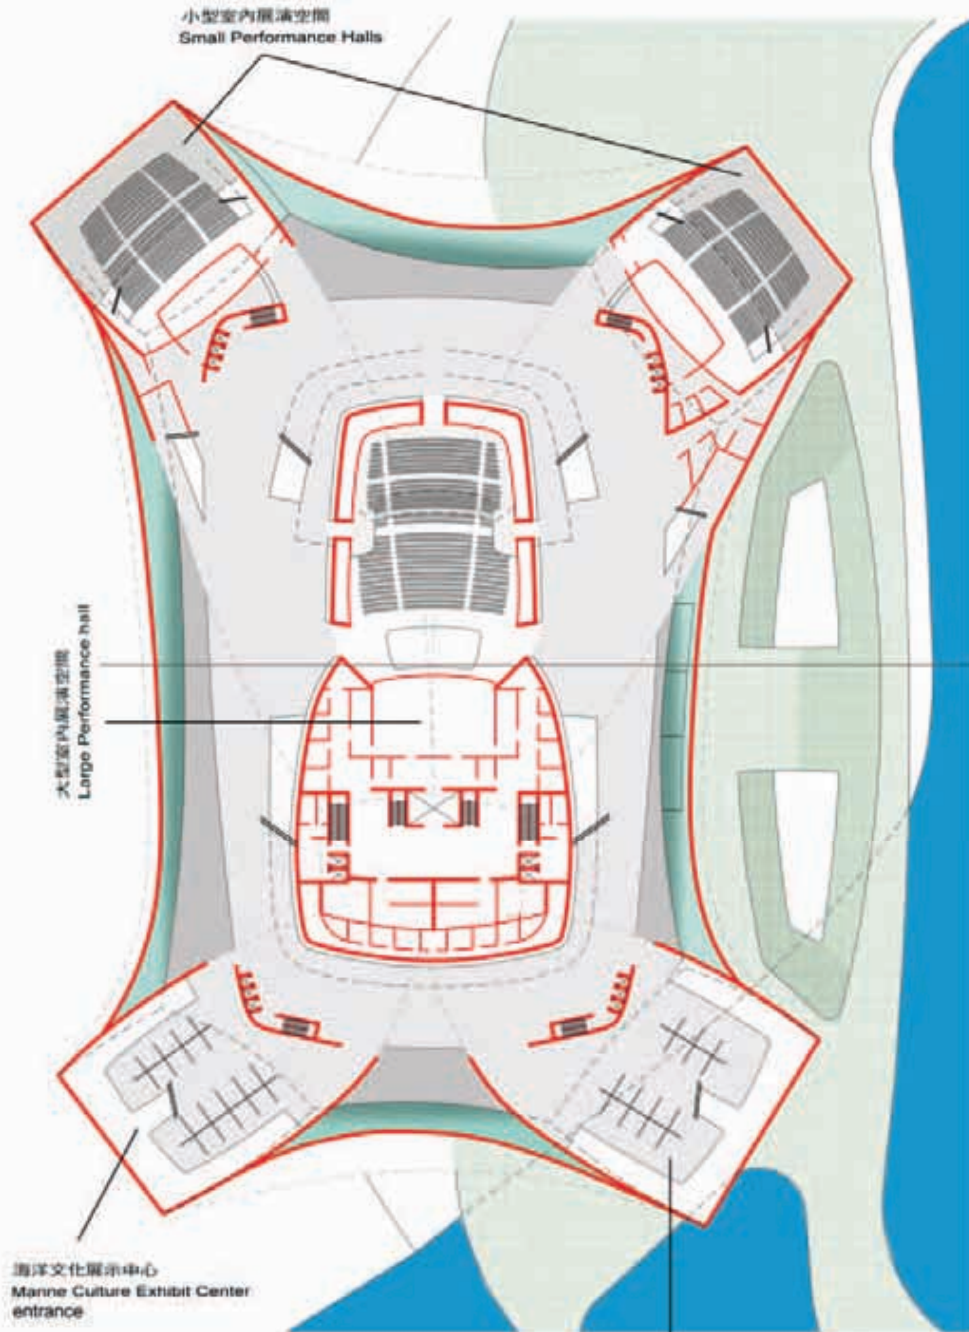 小型室內展演空間
Small Performance Halls
大型室內展演空間
Large Performance hall
海洋文化展示中心
Marine Culture Exhibit Center
entrance